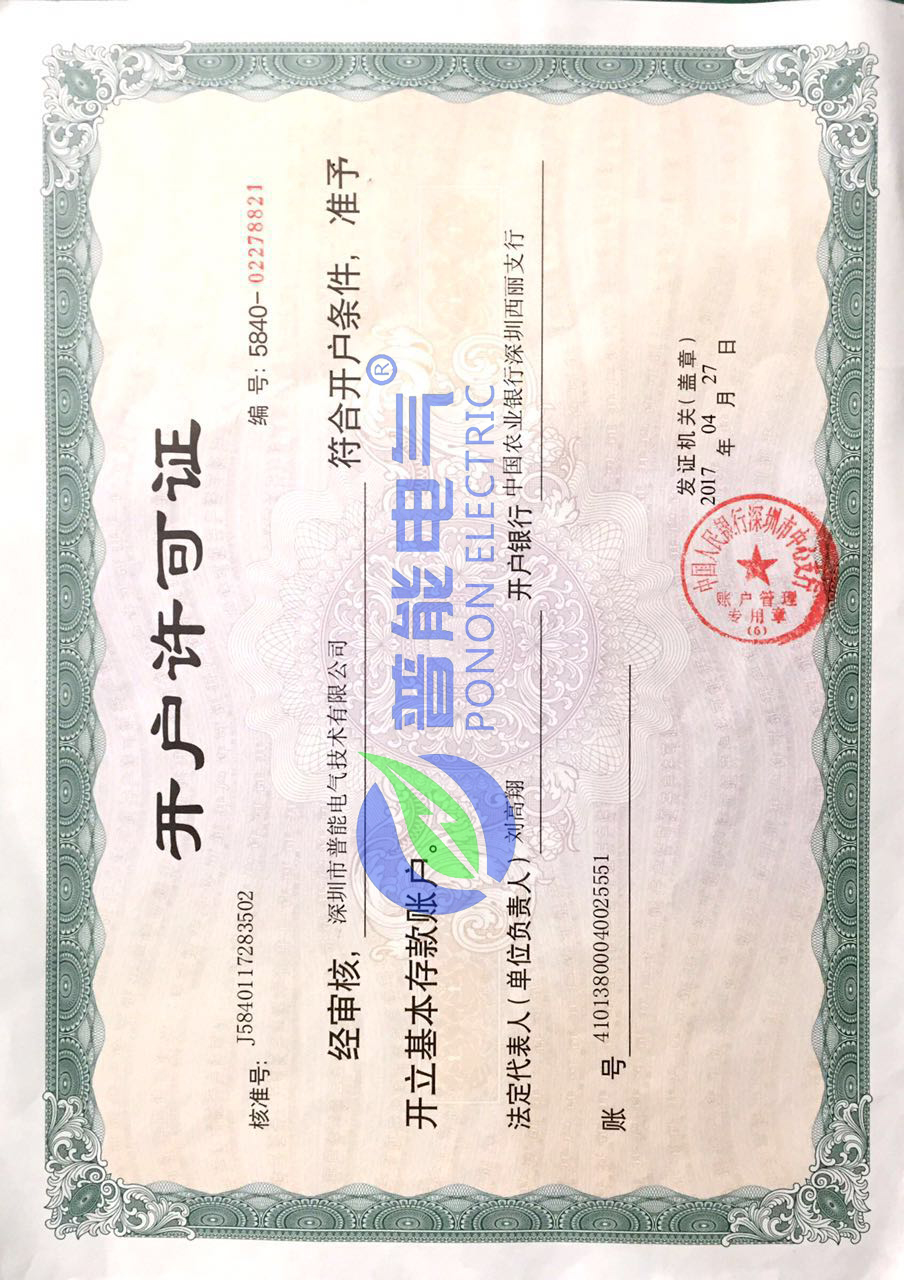 开户许可证
核准号: J5840117283502
编 号: 5840-02278821
经审核, 深圳市普能电气技术有限公司 符合开户条件, 准予
开立基本存款账户。
普能电气®
PONON ELECTRIC
法定代表人(单位负责人) 刘高翔 开户银行 中国农业银行深圳西丽支行
账 号 41013800040025551
发证机关(盖章)
2017 年 04 月 27 日
中国人民银行深圳市中心支行
账户管理
专用章
(6)